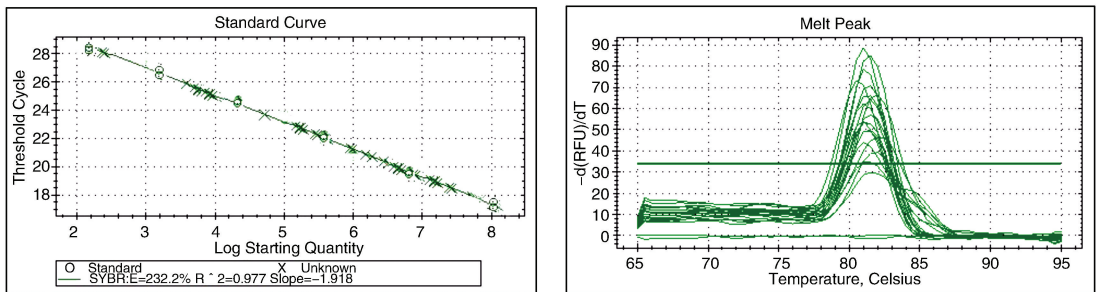 Standard Curve
Threshold Cycle
28
26
24
22
20
18
2 3 4 5 6 7 8
Log Starting Quantity
O Standard X Unknown
SYBR:E=232.2% R ^ 2=0.977 Slope=−1.918
Melt Peak
−d(RFU)/dT
90
80
70
60
50
40
30
20
10
0
65 70 75 80 85 90 95
Temperature, Celsius